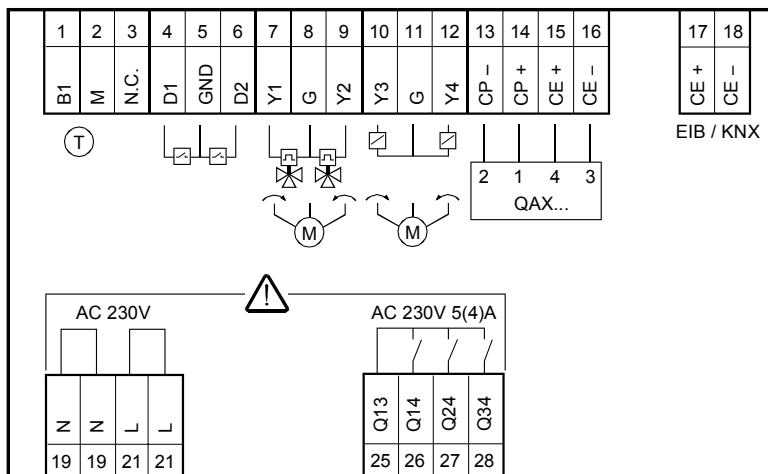 1 2 3 4 5 6 7 8 9 10 11 12 13 14 15 16 17 18
B1 M N.C. D1 GND D2 Y1 G Y2 Y3 G Y4 CP – CP + CE + CE – CE + CE –
T EIB / KNX
2 1 4 3
QAX...
M M
AC 230V AC 230V 5(4)A
N N L L Q13 Q14 Q24 Q34
19 19 21 21 25 26 27 28